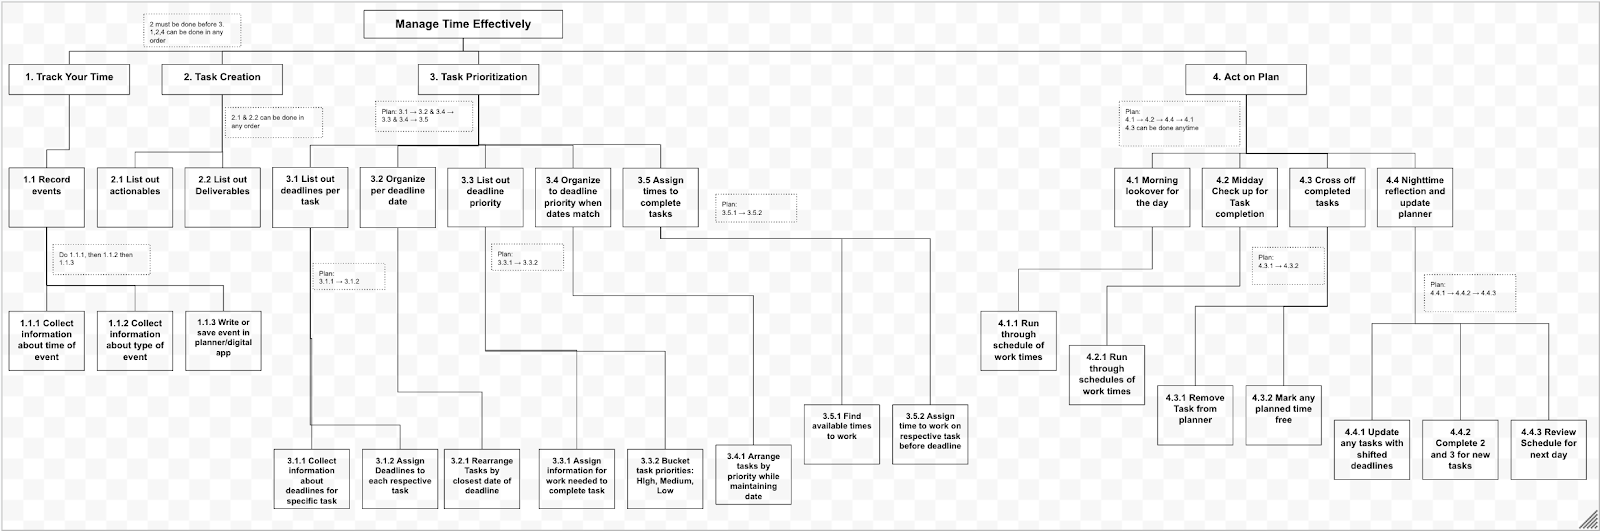 2 must be done before 3.
1,2,4 can be done in any
order
Manage Time Effectively
1. Track Your Time
2. Task Creation
3. Task Prioritization
4. Act on Plan
2.1 & 2.2 can be done in
any order
Plan: 3.1 → 3.2 & 3.4 →
3.3 & 3.4 → 3.5
Plan:
4.1 → 4.2 → 4.4 → 4.1
4.3 can be done anytime
1.1 Record
events
2.1 List out
actionables
2.2 List out
Deliverables
3.1 List out
deadlines per
task
3.2 Organize
per deadline
date
3.3 List out
deadline
priority
3.4 Organize
to deadline
priority when
dates match
3.5 Assign
times to
complete
tasks
Plan:
3.5.1 → 3.5.2
4.1 Morning
lookover for
the day
4.2 Midday
Check up for
Task
completion
4.3 Cross off
completed
tasks
4.4 Nighttime
reflection and
update
planner
Do 1.1.1, then 1.1.2 then
1.1.3
Plan:
3.1.1 → 3.1.2
Plan:
3.3.1 → 3.3.2
Plan:
4.3.1 → 4.3.2
Plan:
4.4.1 → 4.4.2 → 4.4.3
1.1.1 Collect
information
about time of
event
1.1.2 Collect
information
about type of
event
1.1.3 Write or
save event in
planner/digital
app
4.1.1 Run
through
schedule of
work times
4.2.1 Run
through
schedules of
work times
4.3.1 Remove
Task from
planner
4.3.2 Mark any
planned time
free
3.5.1 Find
available times
to work
3.5.2 Assign
time to work on
respective task
before deadline
4.4.1 Update
any tasks with
shifted
deadlines
4.4.2
Complete 2
and 3 for new
tasks
4.4.3 Review
Schedule for
next day
3.1.1 Collect
information
about
deadlines for
specific task
3.1.2 Assign
Deadlines to
each respective
task
3.2.1 Rearrange
Tasks by
closest date of
deadline
3.3.1 Assign
information for
work needed to
complete task
3.3.2 Bucket
task priorities:
High, Medium,
Low
3.4.1 Arrange
tasks by
priority while
maintaining
date